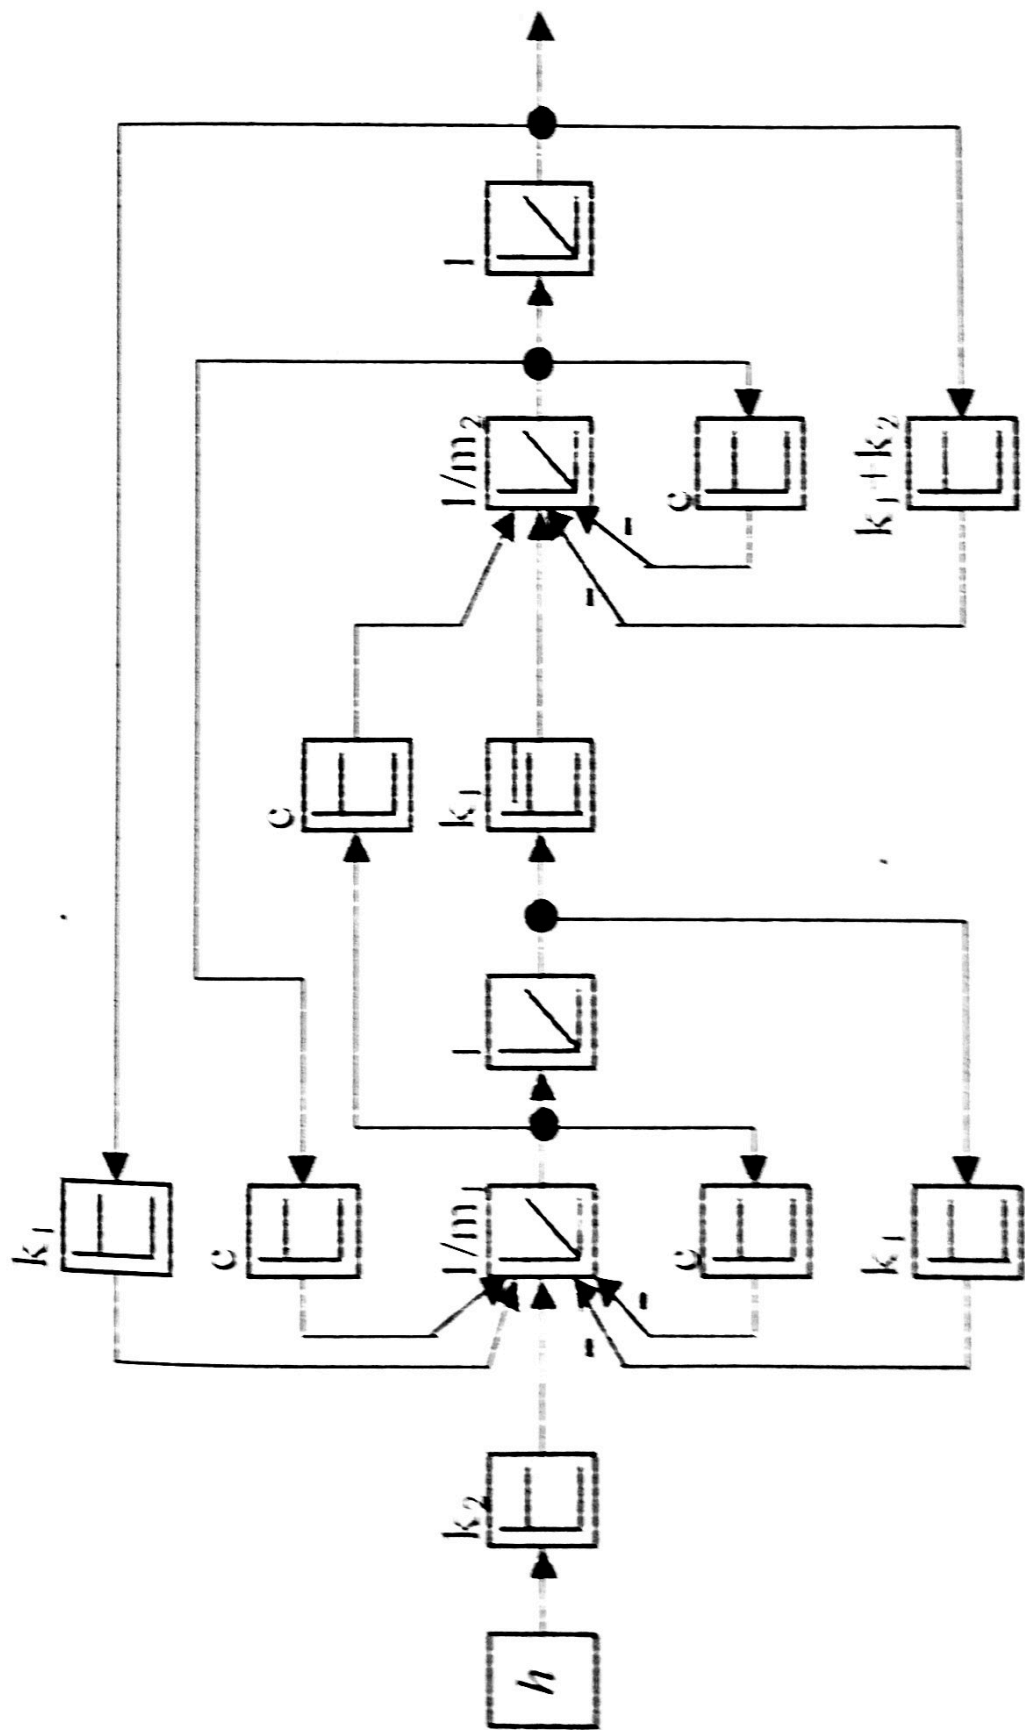 k₁
c
c
k₂ 1/m₁ 1 k₁ 1/m₂ 1
h
- -
- -
c c
k₁ k₁+k₂